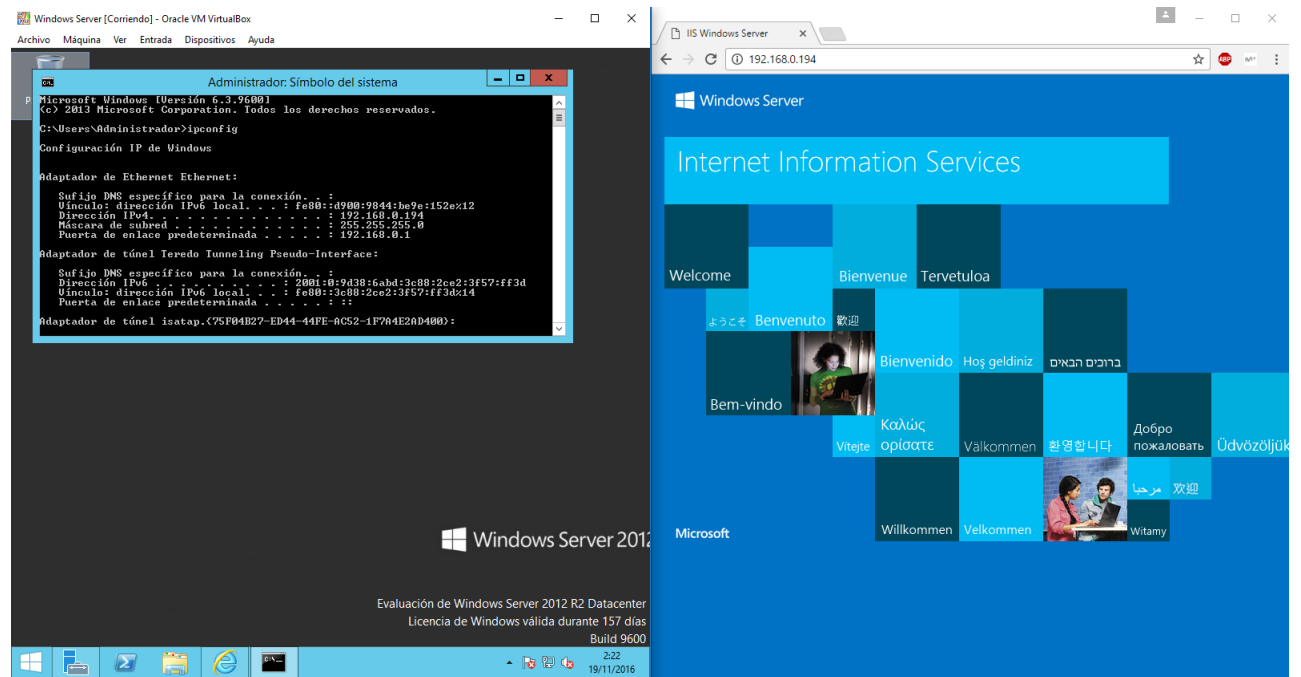 Windows Server [Corriendo] - Oracle VM VirtualBox
Archivo Máquina Ver Entrada Dispositivos Ayuda
Administrador: Símbolo del sistema
Microsoft Windows [Versión 6.3.9600]
(c) 2013 Microsoft Corporation. Todos los derechos reservados.
C:\Users\Administrador>ipconfig
Configuración IP de Windows
Adaptador de Ethernet Ethernet:
Sufijo DNS específico para la conexión. . :
Vínculo: dirección IPv6 local. . . : fe80::d900:9844:be9e:152e%12
Dirección IPv4. . . . . . . . . . . . . . : 192.168.0.194
Máscara de subred . . . . . . . . . . . . : 255.255.255.0
Puerta de enlace predeterminada . . . . . : 192.168.0.1
Adaptador de túnel Teredo Tunneling Pseudo-Interface:
Sufijo DNS específico para la conexión. . :
Dirección IPv6 . . . . . . . . . . : 2001:0:9d38:6abd:3c88:2ce2:3f57:ff3d
Vínculo: dirección IPv6 local. . . : fe80::3c88:2ce2:3f57:ff3d%14
Puerta de enlace predeterminada . . . . . : ::
Adaptador de túnel isatap.{75F04B27-ED44-44FE-AC52-1F7A4E2AD400}:
Windows Server 2012
Evaluación de Windows Server 2012 R2 Datacenter
Licencia de Windows válida durante 157 días
Build 9600
2:22
19/11/2016
IIS Windows Server
192.168.0.194
ABP
Windows Server
Internet Information Services
Welcome
Bienvenue
Tervetuloa
ようこそ
Benvenuto
歡迎
Bienvenido
Hoş geldiniz
ברוכים הבאים
Bem-vindo
Vítejte
Καλώς
ορίσατε
Välkommen
환영합니다
Добро
пожаловать
Üdvözöljük
مرحبا
欢迎
Microsoft
Willkommen
Velkommen
Witamy